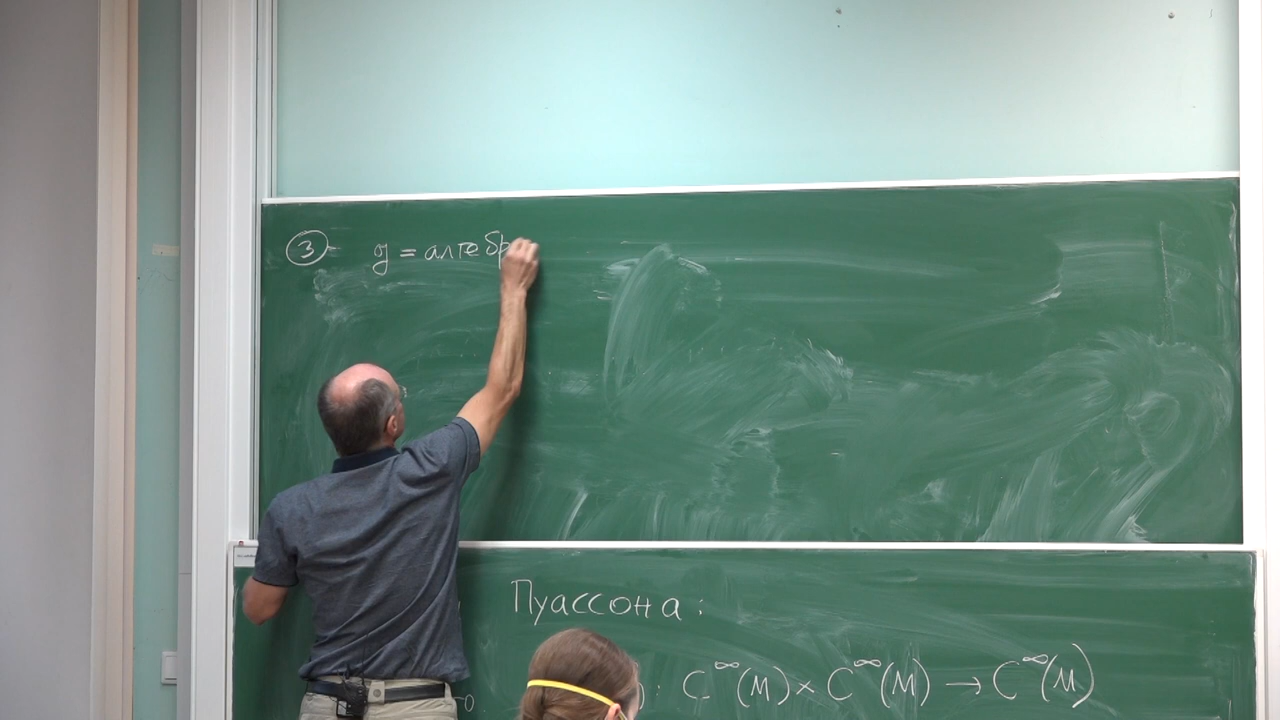 ③ g = алгебр
Пуассона:
): C^∞(M) × C^∞(M) → C^∞(M)